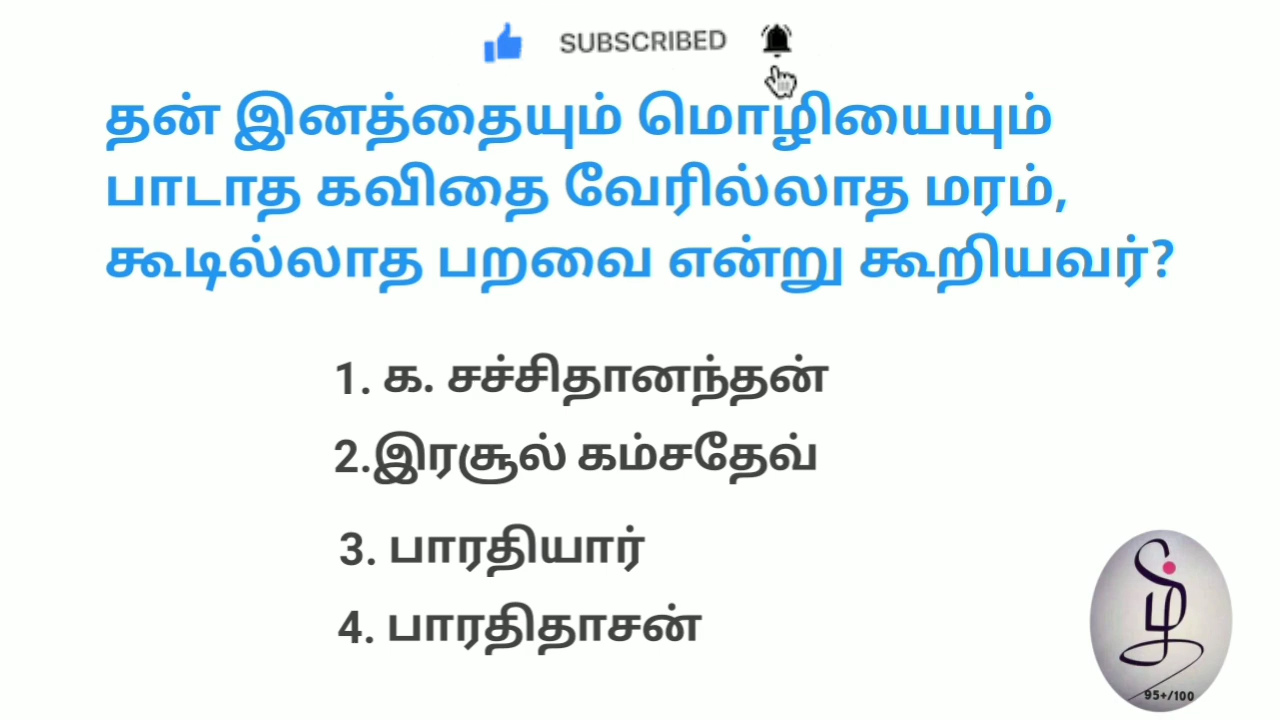 SUBSCRIBED
தன் இனத்தையும் மொழியையும்
பாடாத கவிதை வேரில்லாத மரம்,
கூடில்லாத பறவை என்று கூறியவர்?
1. க. சச்சிதானந்தன்
2.இரசூல் கம்சதேவ்
3. பாரதியார்
4. பாரதிதாசன்
95+/100